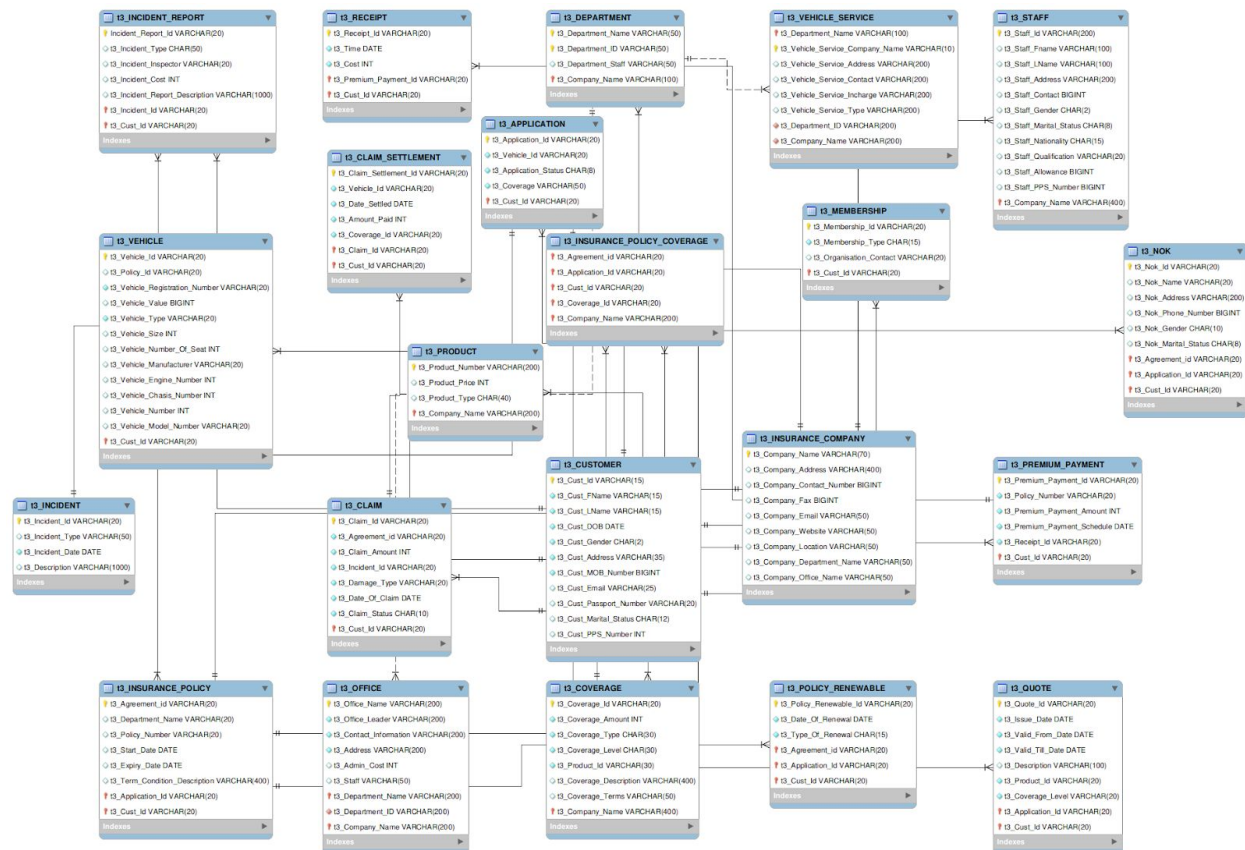 t3_INCIDENT_REPORT
Incident_Report_Id VARCHAR(20)
t3_Incident_Type CHAR(50)
t3_Incident_Inspector VARCHAR(20)
t3_Incident_Cost INT
t3_Incident_Report_Description VARCHAR(1000)
t3_Incident_Id VARCHAR(20)
t3_Cust_Id VARCHAR(20)
Indexes
t3_RECEIPT
t3_Receipt_Id VARCHAR(20)
t3_Time DATE
t3_Cost INT
t3_Premium_Payment_Id VARCHAR(20)
t3_Cust_Id VARCHAR(20)
Indexes
t3_DEPARTMENT
t3_Department_Name VARCHAR(50)
t3_Department_ID VARCHAR(50)
t3_Department_Staff VARCHAR(50)
t3_Company_Name VARCHAR(100)
Indexes
t3_VEHICLE_SERVICE
t3_Department_Name VARCHAR(100)
t3_Vehicle_Service_Company_Name VARCHAR(10)
t3_Vehicle_Service_Address VARCHAR(200)
t3_Vehicle_Service_Contact VARCHAR(200)
t3_Vehicle_Service_Incharge VARCHAR(200)
t3_Vehicle_Service_Type VARCHAR(200)
t3_Department_ID VARCHAR(200)
t3_Company_Name VARCHAR(200)
Indexes
t3_STAFF
t3_Staff_Id VARCHAR(200)
t3_Staff_Fname VARCHAR(100)
t3_Staff_LName VARCHAR(100)
t3_Staff_Address VARCHAR(200)
t3_Staff_Contact BIGINT
t3_Staff_Gender CHAR(2)
t3_Staff_Marital_Status CHAR(8)
t3_Staff_Nationality CHAR(15)
t3_Staff_Qualification VARCHAR(20)
t3_Staff_Allowance BIGINT
t3_Staff_PPS_Number BIGINT
t3_Company_Name VARCHAR(400)
Indexes
t3_APPLICATION
t3_Application_Id VARCHAR(20)
t3_Vehicle_Id VARCHAR(20)
t3_Application_Status CHAR(8)
t3_Coverage VARCHAR(50)
t3_Cust_Id VARCHAR(20)
Indexes
t3_CLAIM_SETTLEMENT
t3_Claim_Settlement_Id VARCHAR(20)
t3_Vehicle_Id VARCHAR(20)
t3_Date_Settled DATE
t3_Amount_Paid INT
t3_Coverage_Id VARCHAR(20)
t3_Claim_Id VARCHAR(20)
t3_Cust_Id VARCHAR(20)
Indexes
t3_VEHICLE
t3_Vehicle_Id VARCHAR(20)
t3_Policy_Id VARCHAR(20)
t3_Vehicle_Registration_Number VARCHAR(20)
t3_Vehicle_Value BIGINT
t3_Vehicle_Type VARCHAR(20)
t3_Vehicle_Size INT
t3_Vehicle_Number_Of_Seat INT
t3_Vehicle_Manufacturer VARCHAR(20)
t3_Vehicle_Engine_Number INT
t3_Vehicle_Chasis_Number INT
t3_Vehicle_Number INT
t3_Vehicle_Model_Number VARCHAR(20)
t3_Cust_Id VARCHAR(20)
Indexes
t3_INSURANCE_POLICY_COVERAGE
t3_Agreement_id VARCHAR(20)
t3_Application_Id VARCHAR(20)
t3_Cust_Id VARCHAR(20)
t3_Coverage_Id VARCHAR(20)
t3_Company_Name VARCHAR(200)
Indexes
t3_MEMBERSHIP
t3_Membership_Id VARCHAR(20)
t3_Membership_Type CHAR(15)
t3_Organisation_Contact VARCHAR(20)
t3_Cust_Id VARCHAR(20)
Indexes
t3_NOK
t3_Nok_Id VARCHAR(20)
t3_Nok_Name VARCHAR(20)
t3_Nok_Address VARCHAR(200)
t3_Nok_Phone_Number BIGINT
t3_Nok_Gender CHAR(10)
t3_Nok_Marital_Status CHAR(8)
t3_Agreement_id VARCHAR(20)
t3_Application_Id VARCHAR(20)
t3_Cust_Id VARCHAR(20)
Indexes
t3_PRODUCT
t3_Product_Number VARCHAR(200)
t3_Product_Price INT
t3_Product_Type CHAR(40)
t3_Company_Name VARCHAR(200)
Indexes
t3_INCIDENT
t3_Incident_Id VARCHAR(20)
t3_Incident_Type VARCHAR(50)
t3_Incident_Date DATE
t3_Description VARCHAR(1000)
Indexes
t3_CLAIM
t3_Claim_Id VARCHAR(20)
t3_Agreement_id VARCHAR(20)
t3_Claim_Amount INT
t3_Incident_Id VARCHAR(20)
t3_Damage_Type VARCHAR(20)
t3_Date_Of_Claim DATE
t3_Claim_Status CHAR(10)
t3_Cust_Id VARCHAR(20)
Indexes
t3_CUSTOMER
t3_Cust_Id VARCHAR(15)
t3_Cust_FName VARCHAR(15)
t3_Cust_LName VARCHAR(15)
t3_Cust_DOB DATE
t3_Cust_Gender CHAR(2)
t3_Cust_Address VARCHAR(35)
t3_Cust_MOB_Number BIGINT
t3_Cust_Email VARCHAR(25)
t3_Cust_Passport_Number VARCHAR(20)
t3_Cust_Marital_Status CHAR(12)
t3_Cust_PPS_Number INT
Indexes
t3_INSURANCE_COMPANY
t3_Company_Name VARCHAR(70)
t3_Company_Address VARCHAR(400)
t3_Company_Contact_Number BIGINT
t3_Company_Fax BIGINT
t3_Company_Email VARCHAR(50)
t3_Company_Website VARCHAR(50)
t3_Company_Location VARCHAR(50)
t3_Company_Department_Name VARCHAR(50)
t3_Company_Office_Name VARCHAR(50)
Indexes
t3_PREMIUM_PAYMENT
t3_Premium_Payment_Id VARCHAR(20)
t3_Policy_Number VARCHAR(20)
t3_Premium_Payment_Amount INT
t3_Premium_Payment_Schedule DATE
t3_Receipt_Id VARCHAR(20)
t3_Cust_Id VARCHAR(20)
Indexes
t3_INSURANCE_POLICY
t3_Agreement_id VARCHAR(20)
t3_Department_Name VARCHAR(20)
t3_Policy_Number VARCHAR(20)
t3_Start_Date DATE
t3_Expiry_Date DATE
t3_Term_Condition_Description VARCHAR(400)
t3_Application_Id VARCHAR(20)
t3_Cust_Id VARCHAR(20)
Indexes
t3_OFFICE
t3_Office_Name VARCHAR(200)
t3_Office_Leader VARCHAR(200)
t3_Contact_Information VARCHAR(200)
t3_Address VARCHAR(200)
t3_Admin_Cost INT
t3_Staff VARCHAR(50)
t3_Department_Name VARCHAR(200)
t3_Department_ID VARCHAR(200)
t3_Company_Name VARCHAR(200)
Indexes
t3_COVERAGE
t3_Coverage_Id VARCHAR(20)
t3_Coverage_Amount INT
t3_Coverage_Type CHAR(30)
t3_Coverage_Level CHAR(30)
t3_Product_Id VARCHAR(30)
t3_Coverage_Description VARCHAR(400)
t3_Coverage_Terms VARCHAR(50)
t3_Company_Name VARCHAR(400)
Indexes
t3_POLICY_RENEWABLE
t3_Policy_Renewable_Id VARCHAR(20)
t3_Date_Of_Renewal DATE
t3_Type_Of_Renewal CHAR(15)
t3_Agreement_id VARCHAR(20)
t3_Application_Id VARCHAR(20)
t3_Cust_Id VARCHAR(20)
Indexes
t3_QUOTE
t3_Quote_Id VARCHAR(20)
t3_Issue_Date DATE
t3_Valid_From_Date DATE
t3_Valid_Till_Date DATE
t3_Description VARCHAR(100)
t3_Product_Id VARCHAR(20)
t3_Coverage_Level VARCHAR(20)
t3_Application_Id VARCHAR(20)
t3_Cust_Id VARCHAR(20)
Indexes